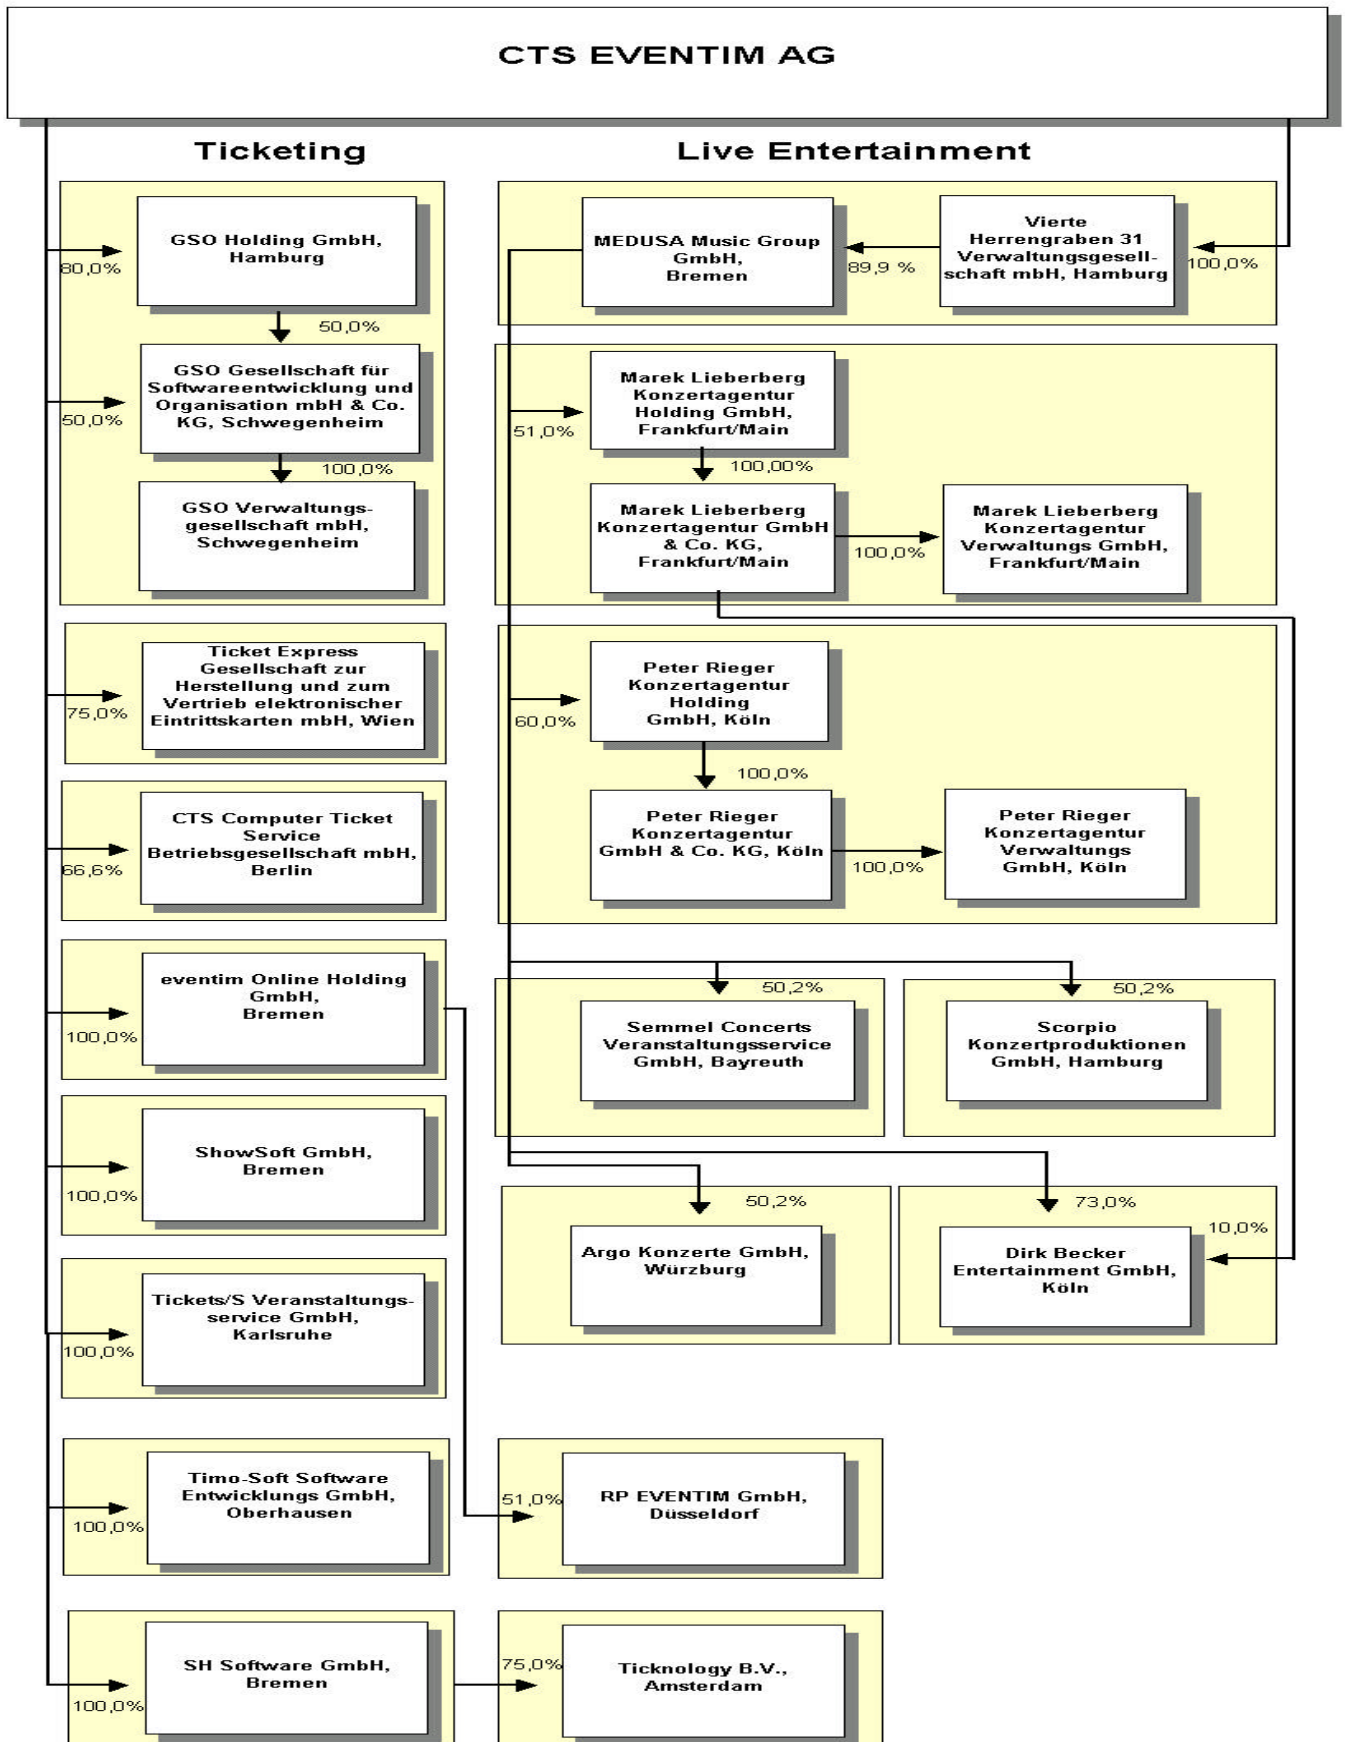 CTS EVENTIM AG
Ticketing
Live Entertainment
GSO Holding GmbH,
Hamburg
80,0%
50,0%
GSO Gesellschaft für
Softwareentwicklung und
Organisation mbH & Co.
KG, Schwegenheim
50,0%
100,0%
GSO Verwaltungs-
gesellschaft mbH,
Schwegenheim
Ticket Express
Gesellschaft zur
Herstellung und zum
Vertrieb elektronischer
Eintrittskarten mbH, Wien
75,0%
CTS Computer Ticket
Service
Betriebsgesellschaft mbH,
Berlin
66,6%
eventim Online Holding
GmbH,
Bremen
100,0%
ShowSoft GmbH,
Bremen
100,0%
Tickets/S Veranstaltungs-
service GmbH,
Karlsruhe
100,0%
Timo-Soft Software
Entwicklungs GmbH,
Oberhausen
100,0%
SH Software GmbH,
Bremen
100,0%
MEDUSA Music Group
GmbH,
Bremen
89,9 %
Vierte
Herrengraben 31
Verwaltungsgesell-
schaft mbH, Hamburg
100,0%
Marek Lieberberg
Konzertagentur
Holding GmbH,
Frankfurt/Main
51,0%
100,00%
Marek Lieberberg
Konzertagentur GmbH
& Co. KG,
Frankfurt/Main
100,0%
Marek Lieberberg
Konzertagentur
Verwaltungs GmbH,
Frankfurt/Main
Peter Rieger
Konzertagentur
Holding
GmbH, Köln
60,0%
100,0%
Peter Rieger
Konzertagentur
GmbH & Co. KG, Köln
100,0%
Peter Rieger
Konzertagentur
Verwaltungs
GmbH, Köln
50,2%
Semmel Concerts
Veranstaltungsservice
GmbH, Bayreuth
50,2%
Scorpio
Konzertproduktionen
GmbH, Hamburg
50,2%
Argo Konzerte GmbH,
Würzburg
73,0%
10,0%
Dirk Becker
Entertainment GmbH,
Köln
51,0%
RP EVENTIM GmbH,
Düsseldorf
75,0%
Ticknology B.V.,
Amsterdam